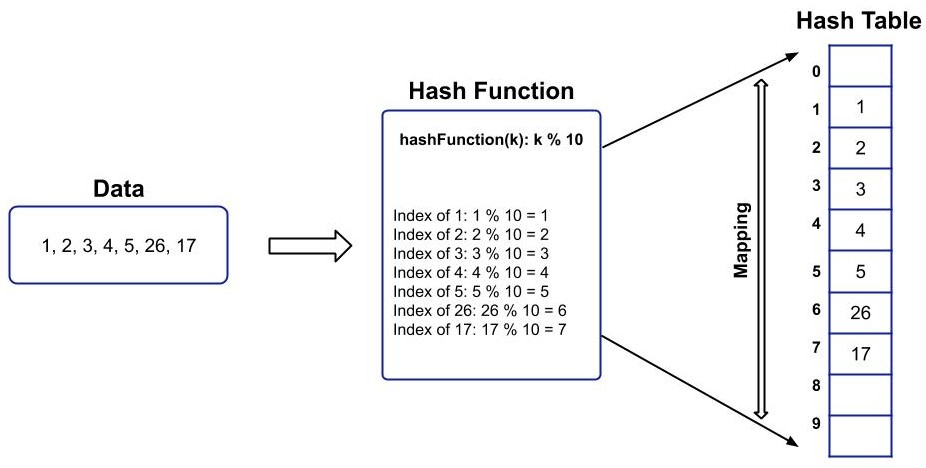 Data
1, 2, 3, 4, 5, 26, 17
Hash Function
hashFunction(k): k % 10
Index of 1: 1 % 10 = 1
Index of 2: 2 % 10 = 2
Index of 3: 3 % 10 = 3
Index of 4: 4 % 10 = 4
Index of 5: 5 % 10 = 5
Index of 26: 26 % 10 = 6
Index of 17: 17 % 10 = 7
Mapping
Hash Table
0
1 1
2 2
3 3
4 4
5 5
6 26
7 17
8
9